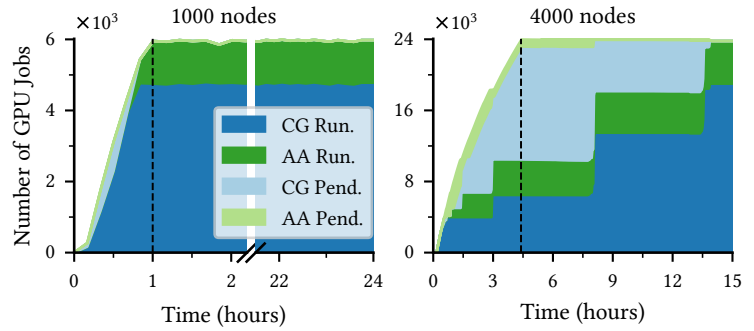 1000 nodes
×10³
Number of GPU Jobs
6
4
2
0
CG Run.
AA Run.
CG Pend.
AA Pend.
0 1 2 22 24
Time (hours)
4000 nodes
×10³
24
16
8
0
0 3 6 9 12 15
Time (hours)